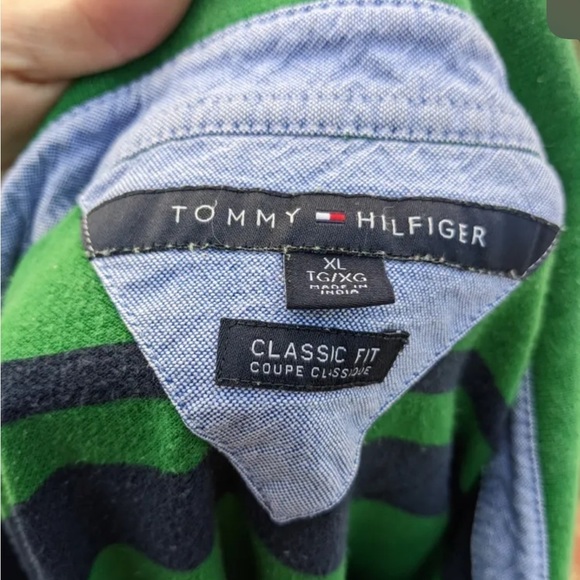 TOMMY HILFIGER
XL
TG/XG
MADE IN
INDIA
CLASSIC FIT
COUPE CLASSIQUE